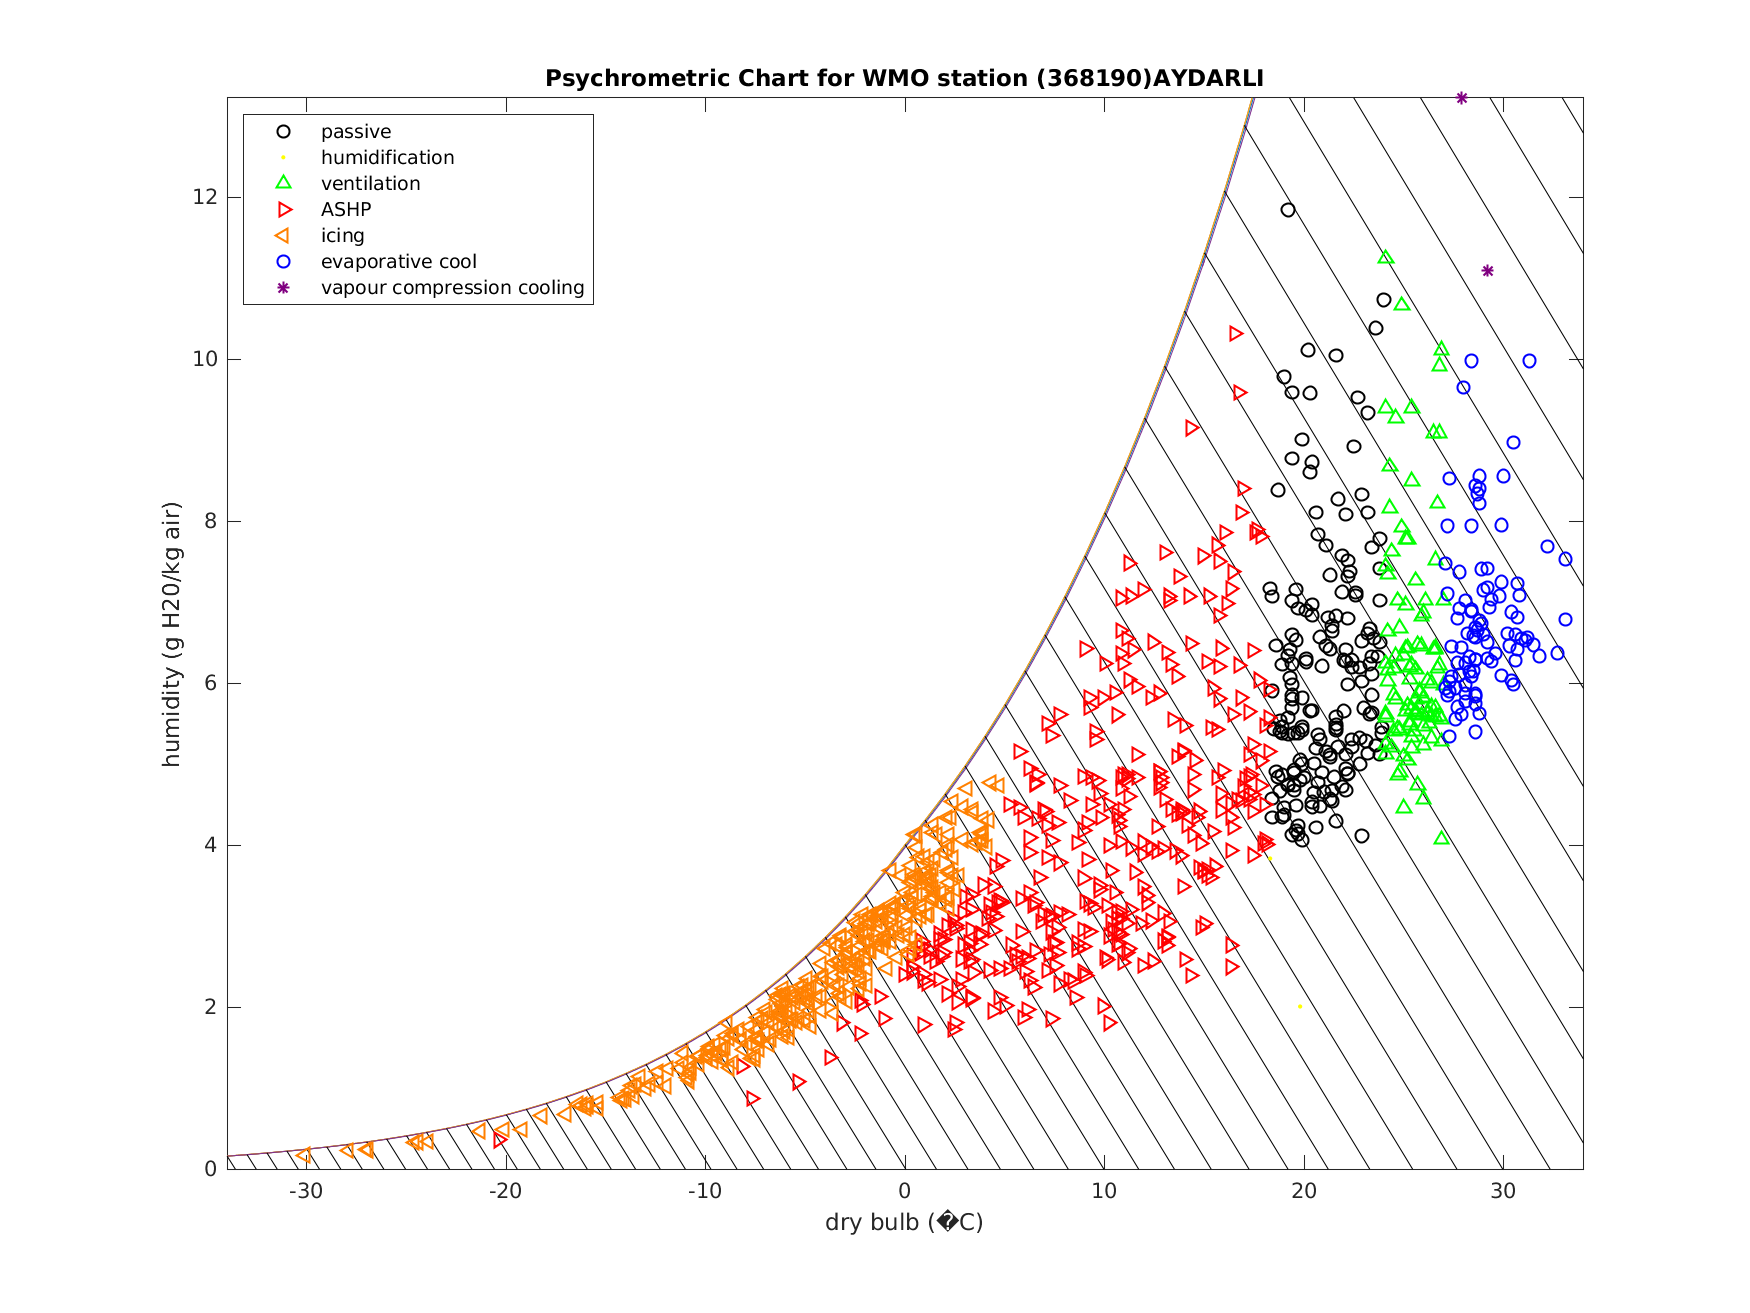 Psychrometric Chart for WMO station (368190)AYDARLI
passive
humidification
ventilation
ASHP
icing
evaporative cool
vapour compression cooling
humidity (g H20/kg air)
12
10
8
6
4
2
0
-30 -20 -10 0 10 20 30
dry bulb (�C)